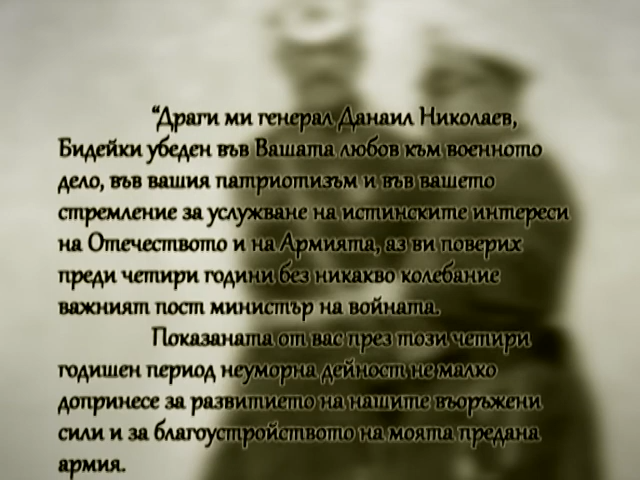 “Драги ми генерал Данаил Николаев,
Бидейки убеден във Вашата любов към военното
дело, във вашия патриотизъм и във вашето
стремление за услужване на истинските интереси
на Отечеството и на Армията, аз ви поверих
преди четири години без никакво колебание
важният пост министър на войната.
Показаната от вас през този четири
годишен период неуморна дейност не малко
допринесе за развитието на нашите въоръжени
сили и за благоустройството на моята предана
армия.